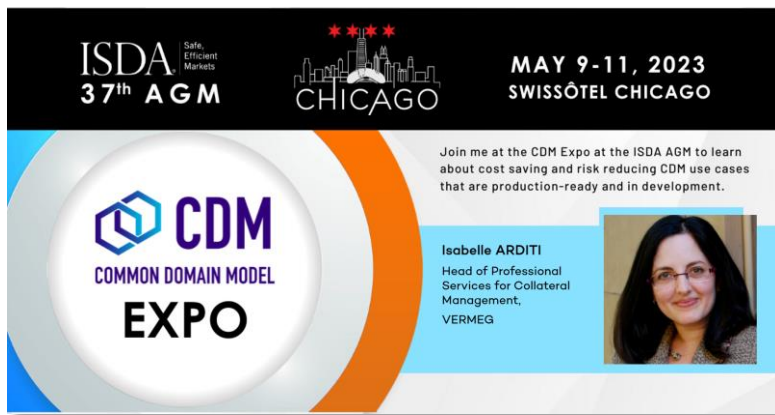 ISDA
Safe,
Efficient
Markets
37th AGM
CHICAGO
MAY 9-11, 2023
SWISSÔTEL CHICAGO
Join me at the CDM Expo at the ISDA AGM to learn
about cost saving and risk reducing CDM use cases
that are production-ready and in development.
CDM
COMMON DOMAIN MODEL
EXPO
Isabelle ARDITI
Head of Professional
Services for Collateral
Management,
VERMEG